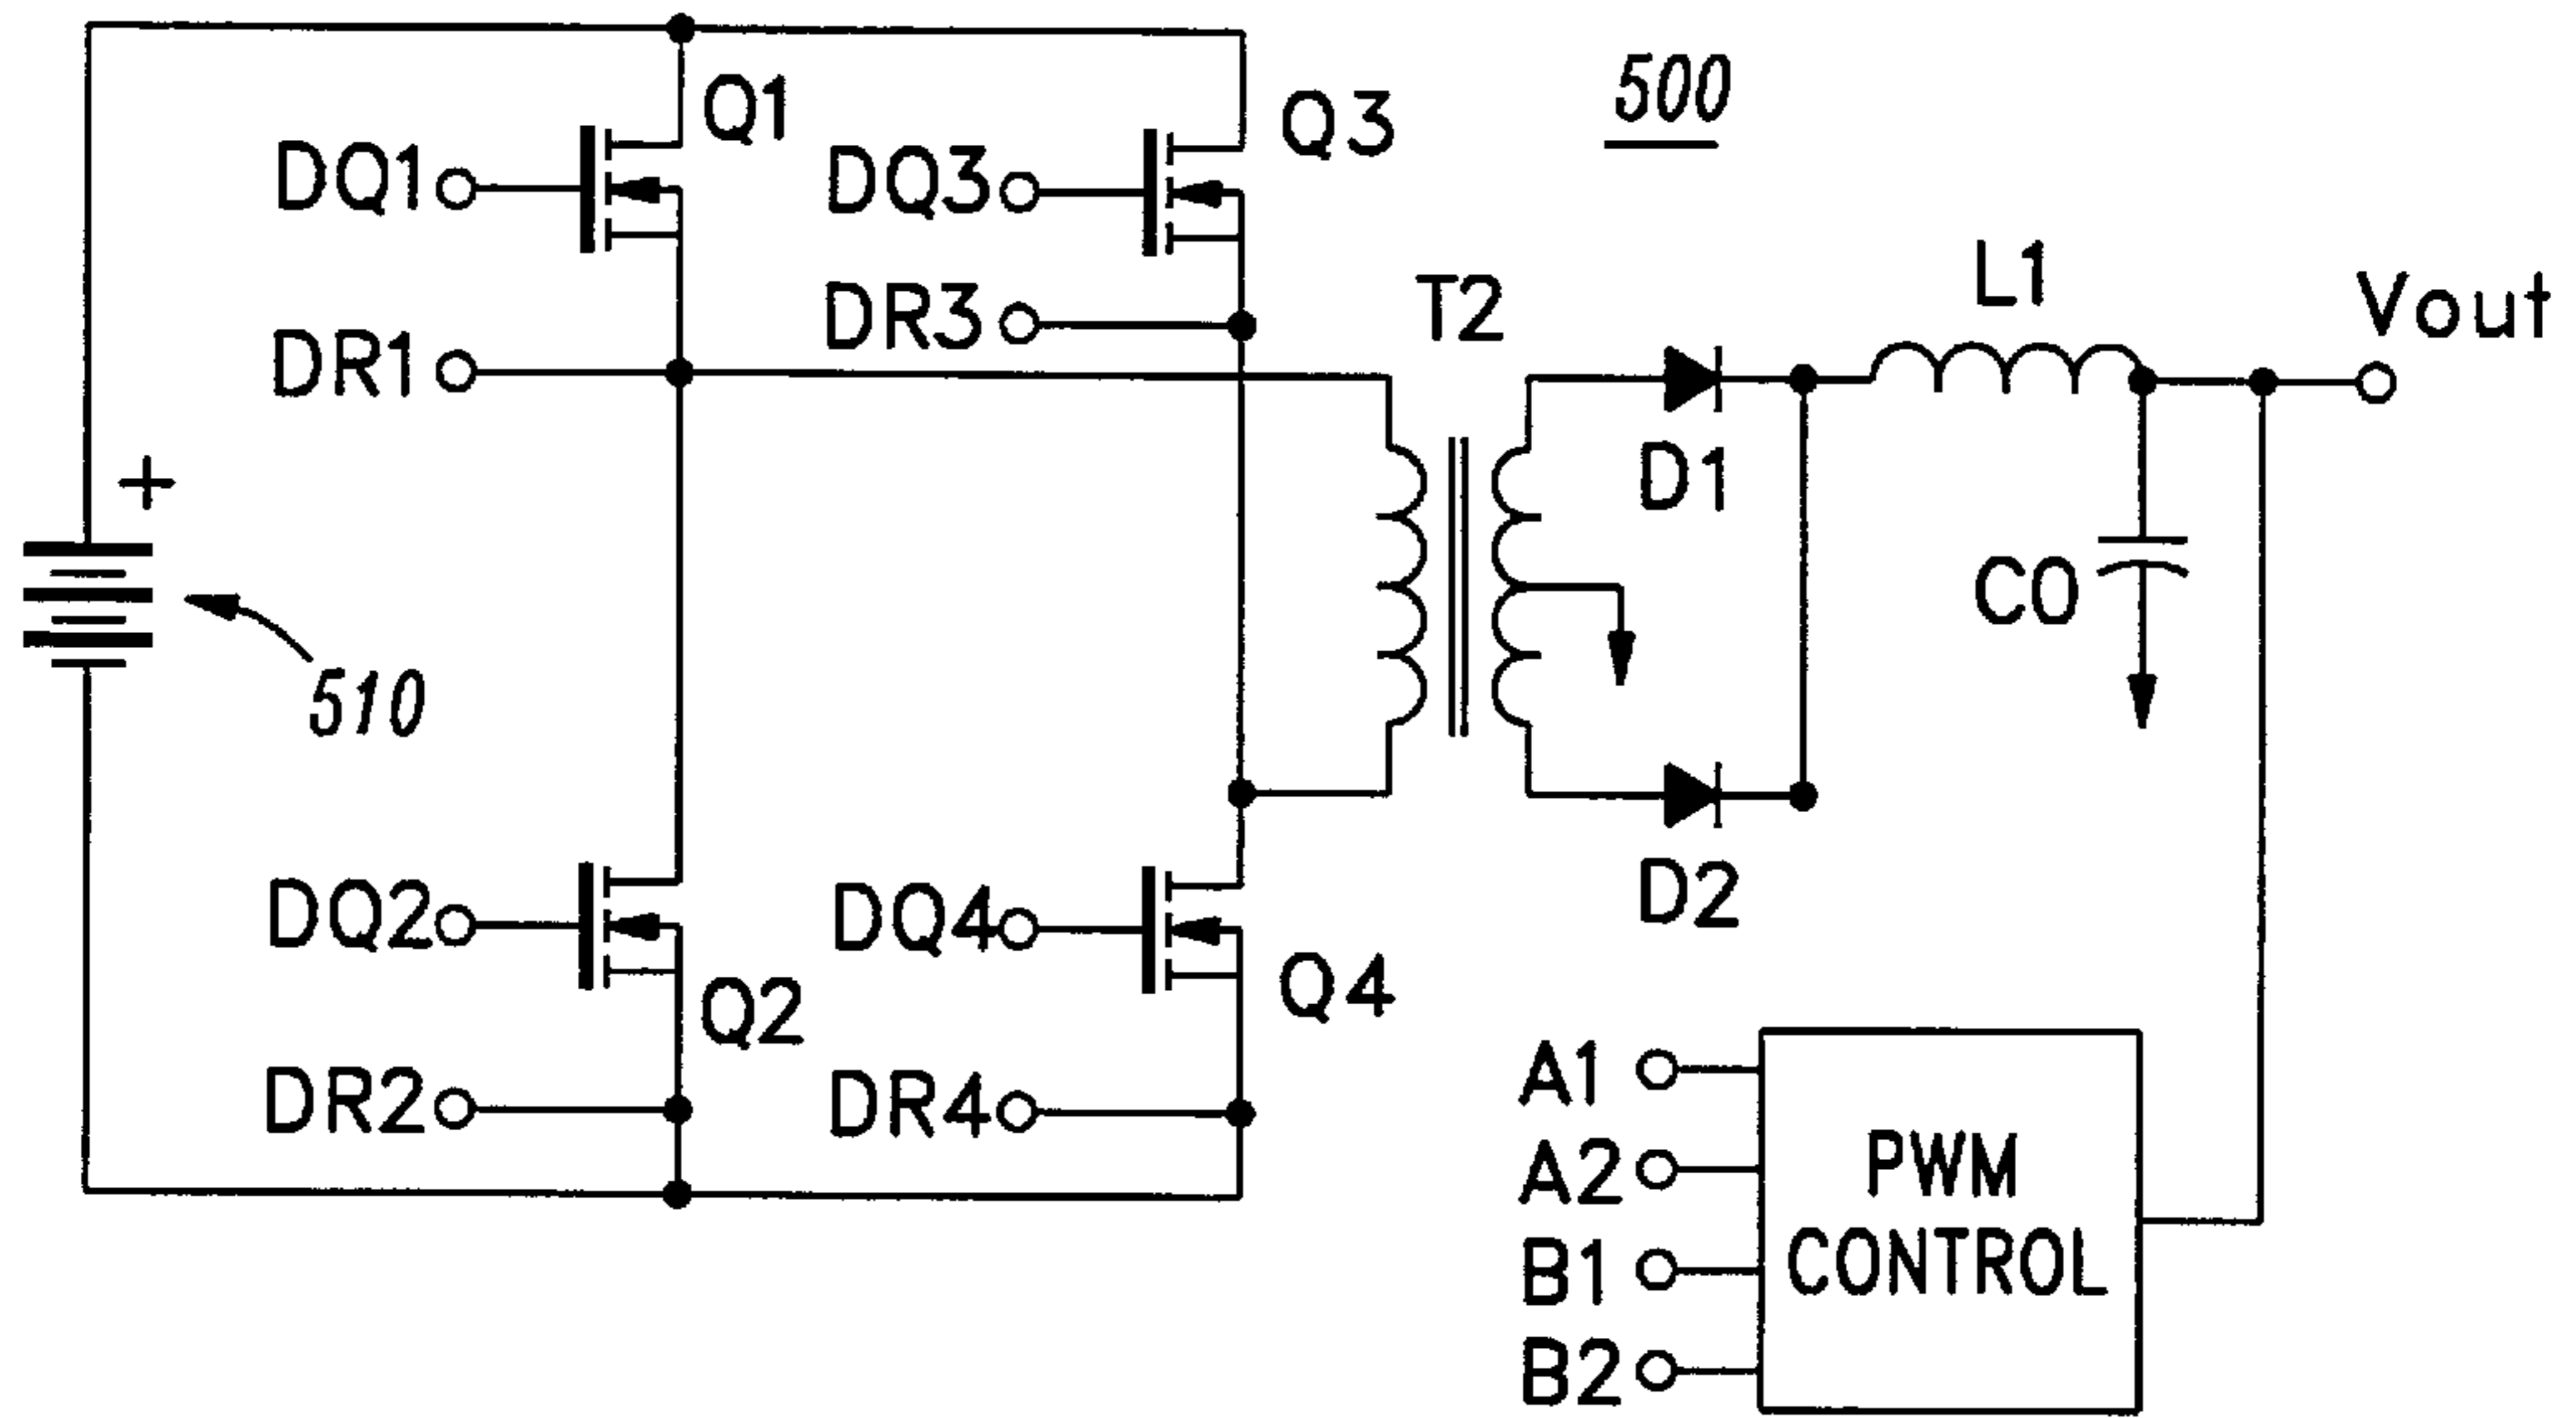 500
Q1
Q3
DQ1
DQ3
DR3
T2
L1
Vout
DR1
+
D1
510
C0
DQ2
DQ4
D2
Q2
Q4
DR2
DR4
A1
A2
B1
B2
PWM
CONTROL